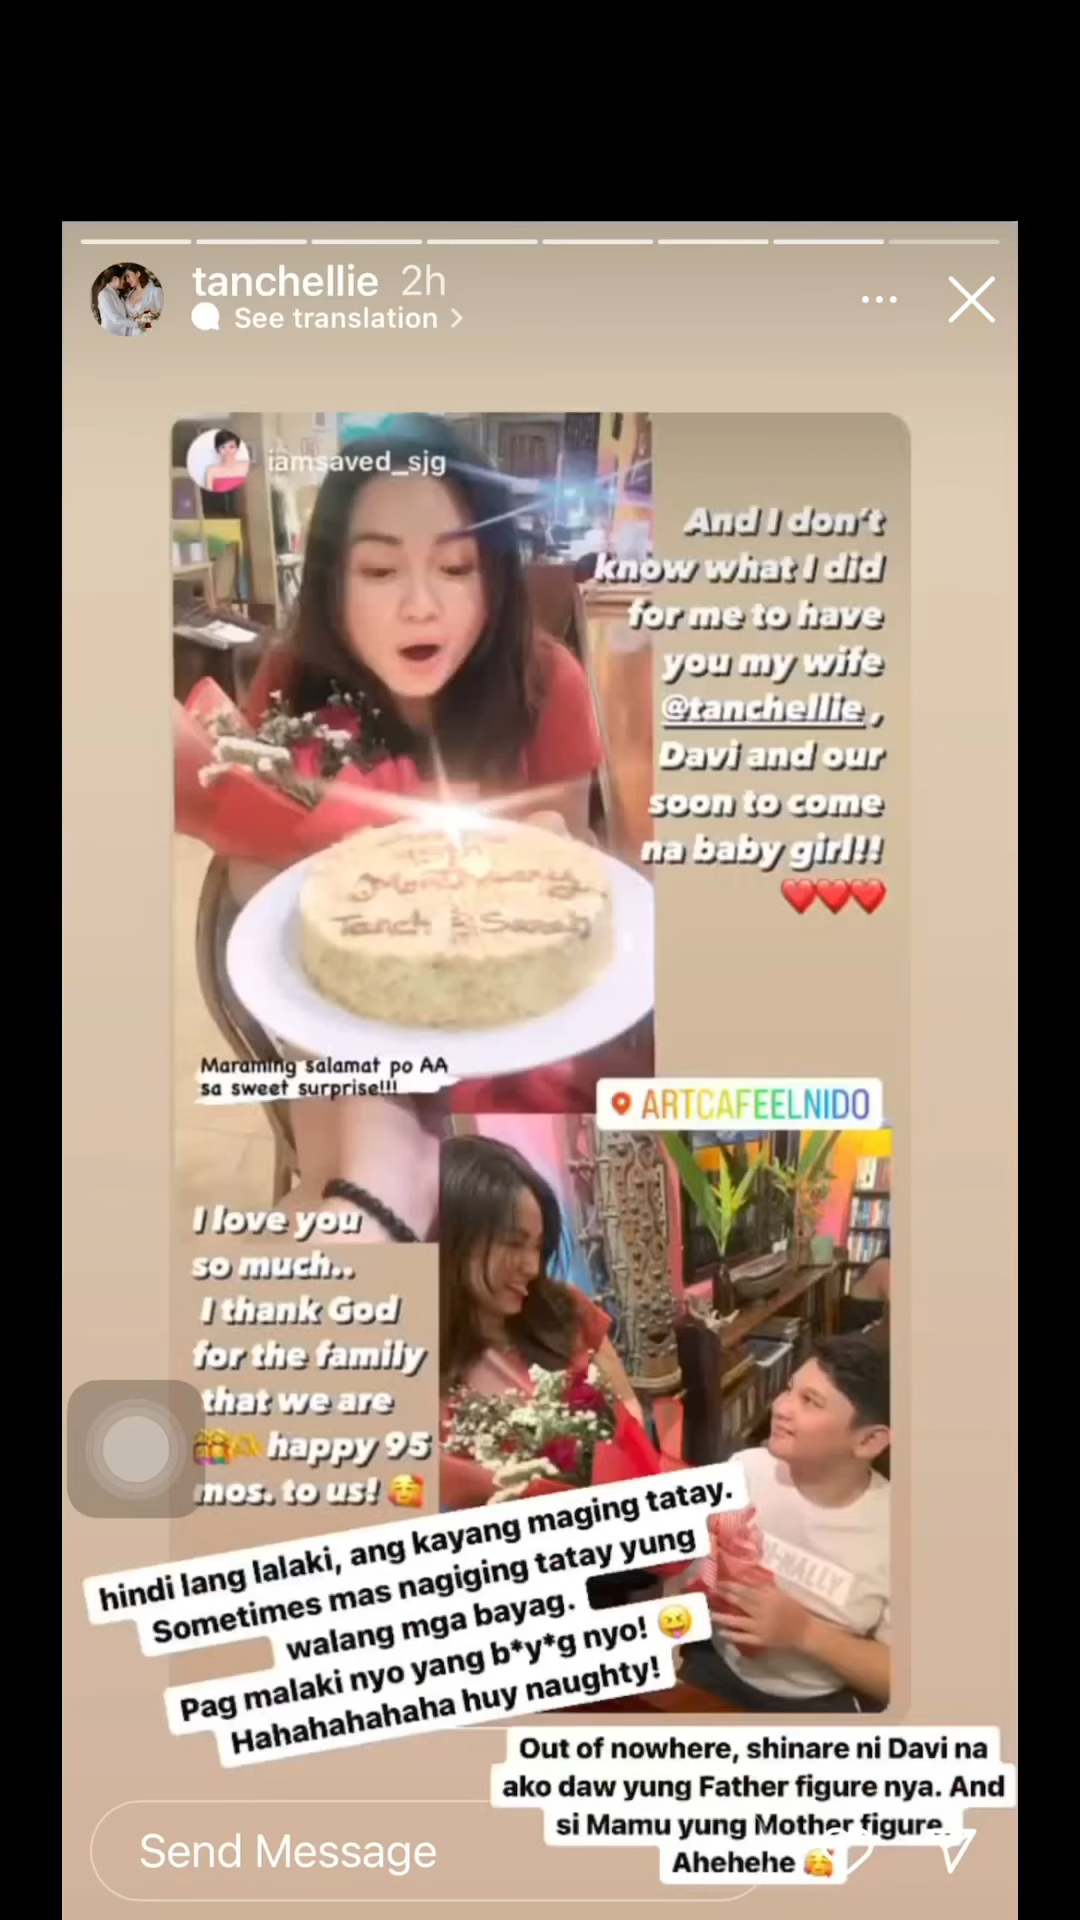 tanchellie 2h
See translation >
iamsaved_sjg
And I don't
know what I did
for me to have
you my wife
@tanchellie ,
Davi and our
soon to come
na baby girl!!
Monthsary
Tanch & Sarah
Maraming salamat po AA
sa sweet surprise!!!
ARTCAFEELNIDO
I love you
so much..
I thank God
for the family
that we are
happy 95
mos. to us!
hindi lang lalaki, ang kayang maging tatay.
Sometimes mas nagiging tatay yung
walang mga bayag.
Pag malaki nyo yang b*y*g nyo!
Hahahahahaha huy naughty!
Out of nowhere, shinare ni Davi na
ako daw yung Father figure nya. And
si Mamu yung Mother figure.
Ahehehe
Send Message